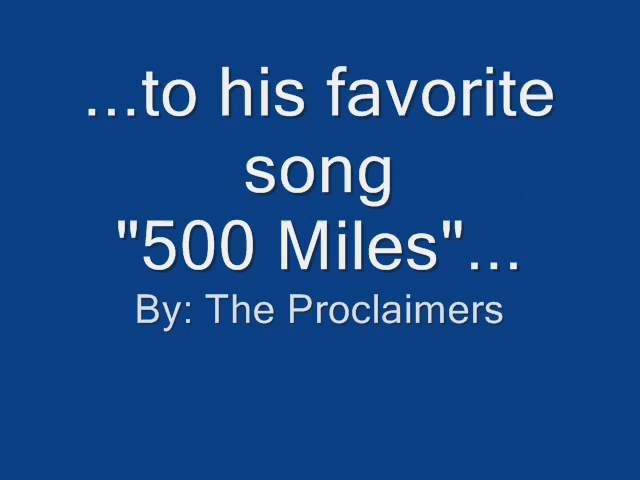 ...to his favorite
song
"500 Miles"...
By: The Proclaimers